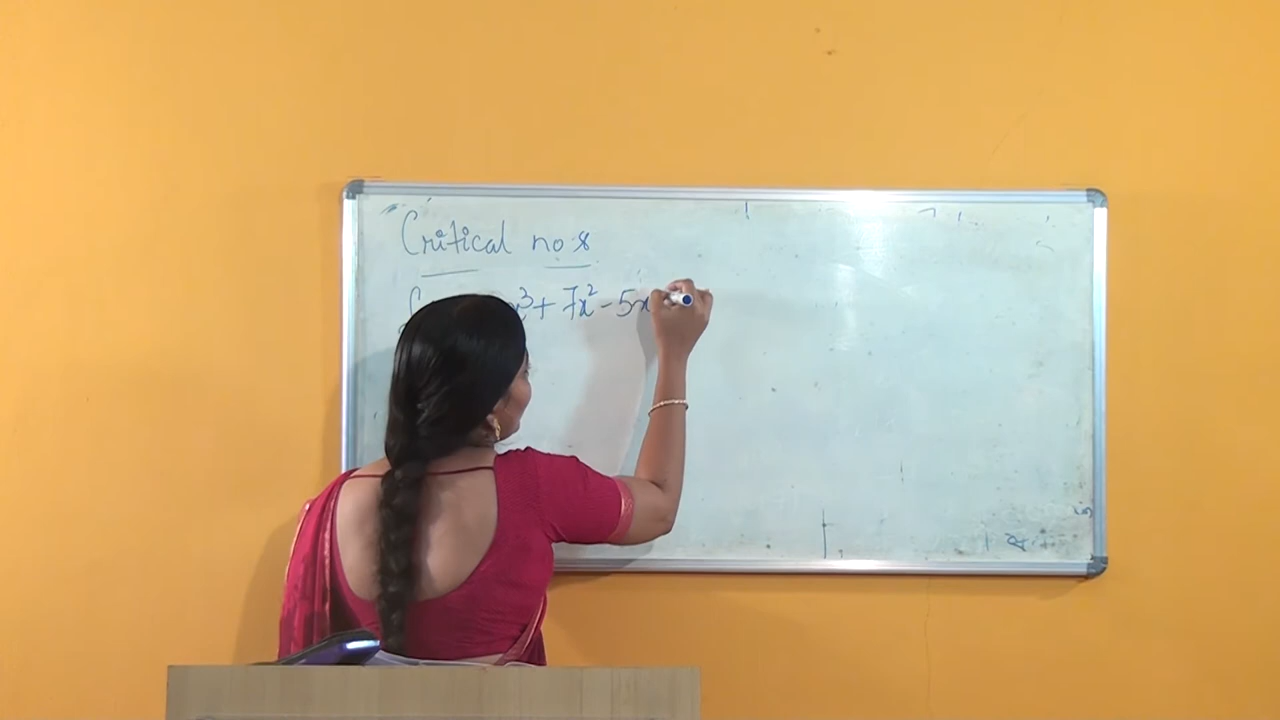 Critical no:s
x³ + 7x² - 5x